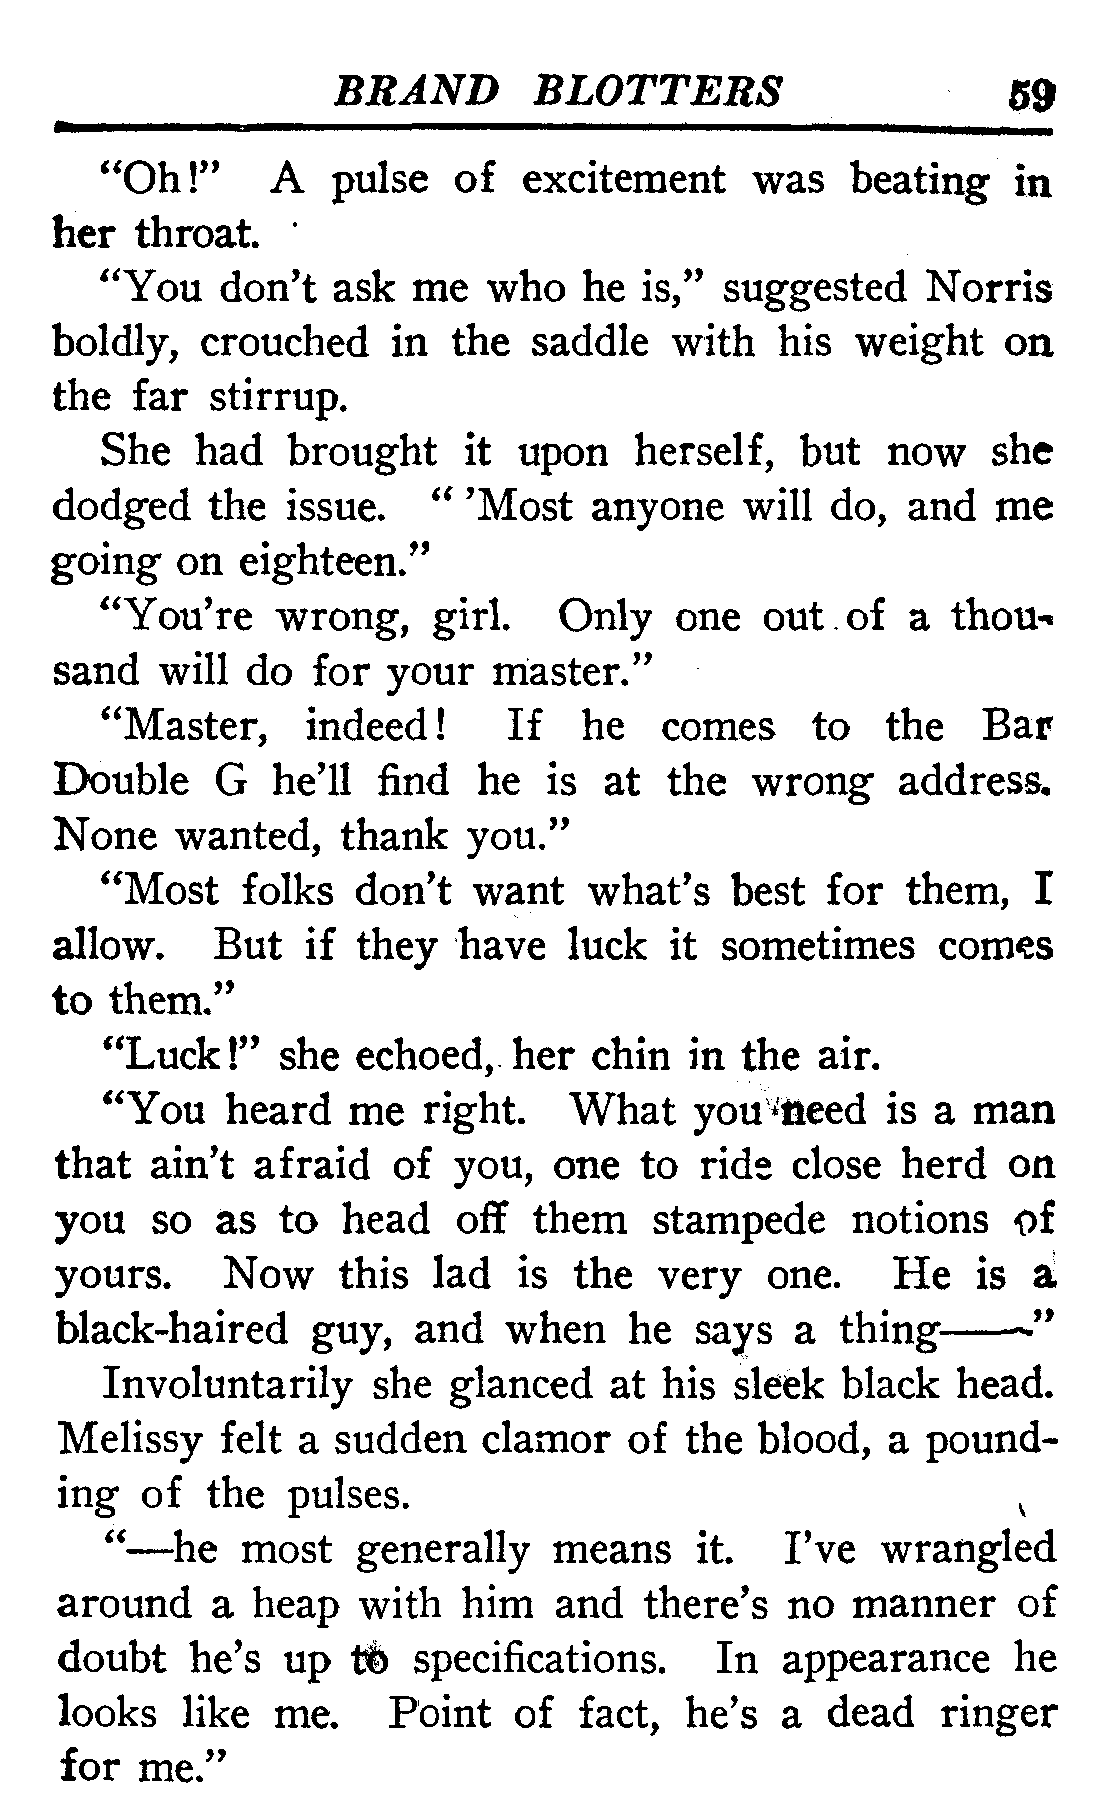 BRAND BLOTTERS 59
“Oh!” A pulse of excitement was beating in
her throat.
“You don’t ask me who he is,” suggested Norris
boldly, crouched in the saddle with his weight on
the far stirrup.
She had brought it upon herself, but now she
dodged the issue. “ ’Most anyone will do, and me
going on eighteen.”
“You’re wrong, girl. Only one out of a thou-
sand will do for your master.”
“Master, indeed! If he comes to the Bar
Double G he’ll find he is at the wrong address.
None wanted, thank you.”
“Most folks don’t want what’s best for them, I
allow. But if they have luck it sometimes comes
to them.”
“Luck!” she echoed, her chin in the air.
“You heard me right. What you need is a man
that ain’t afraid of you, one to ride close herd on
you so as to head off them stampede notions of
yours. Now this lad is the very one. He is a
black-haired guy, and when he says a thing——”
Involuntarily she glanced at his sleek black head.
Melissy felt a sudden clamor of the blood, a pound-
ing of the pulses.
“—he most generally means it. I’ve wrangled
around a heap with him and there’s no manner of
doubt he’s up to specifications. In appearance he
looks like me. Point of fact, he’s a dead ringer
for me.”